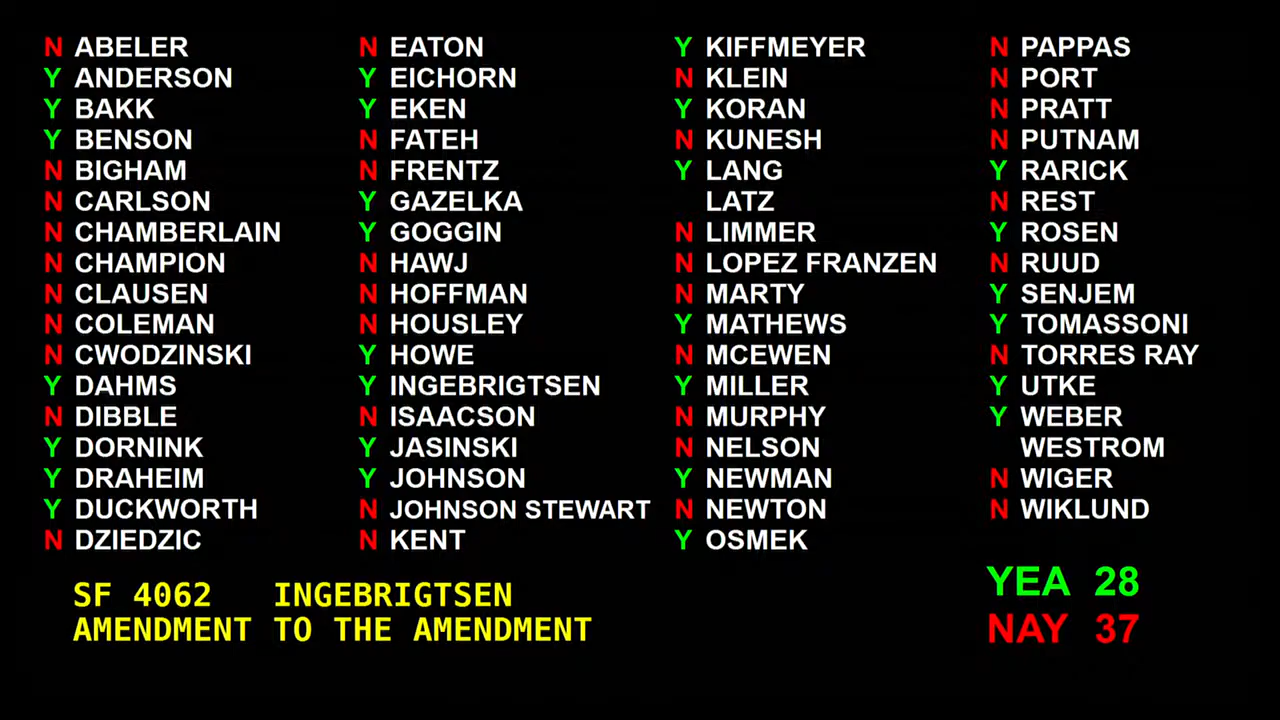 N ABELER
Y ANDERSON
Y BAKK
Y BENSON
N BIGHAM
N CARLSON
N CHAMBERLAIN
N CHAMPION
N CLAUSEN
N COLEMAN
N CWODZINSKI
Y DAHMS
N DIBBLE
Y DORNINK
Y DRAHEIM
Y DUCKWORTH
N DZIEDZIC
N EATON
Y EICHORN
Y EKEN
N FATEH
N FRENTZ
Y GAZELKA
Y GOGGIN
N HAWJ
N HOFFMAN
N HOUSLEY
Y HOWE
Y INGEBRIGTSEN
N ISAACSON
Y JASINSKI
Y JOHNSON
N JOHNSON STEWART
N KENT
Y KIFFMEYER
N KLEIN
Y KORAN
N KUNESH
Y LANG
LATZ
N LIMMER
N LOPEZ FRANZEN
N MARTY
Y MATHEWS
N MCEWEN
Y MILLER
N MURPHY
N NELSON
Y NEWMAN
N NEWTON
Y OSMEK
N PAPPAS
N PORT
N PRATT
N PUTNAM
Y RARICK
N REST
Y ROSEN
N RUUD
Y SENJEM
Y TOMASSONI
N TORRES RAY
Y UTKE
Y WEBER
WESTROM
N WIGER
N WIKLUND
SF 4062 INGEBRIGTSEN
AMENDMENT TO THE AMENDMENT
YEA 28
NAY 37